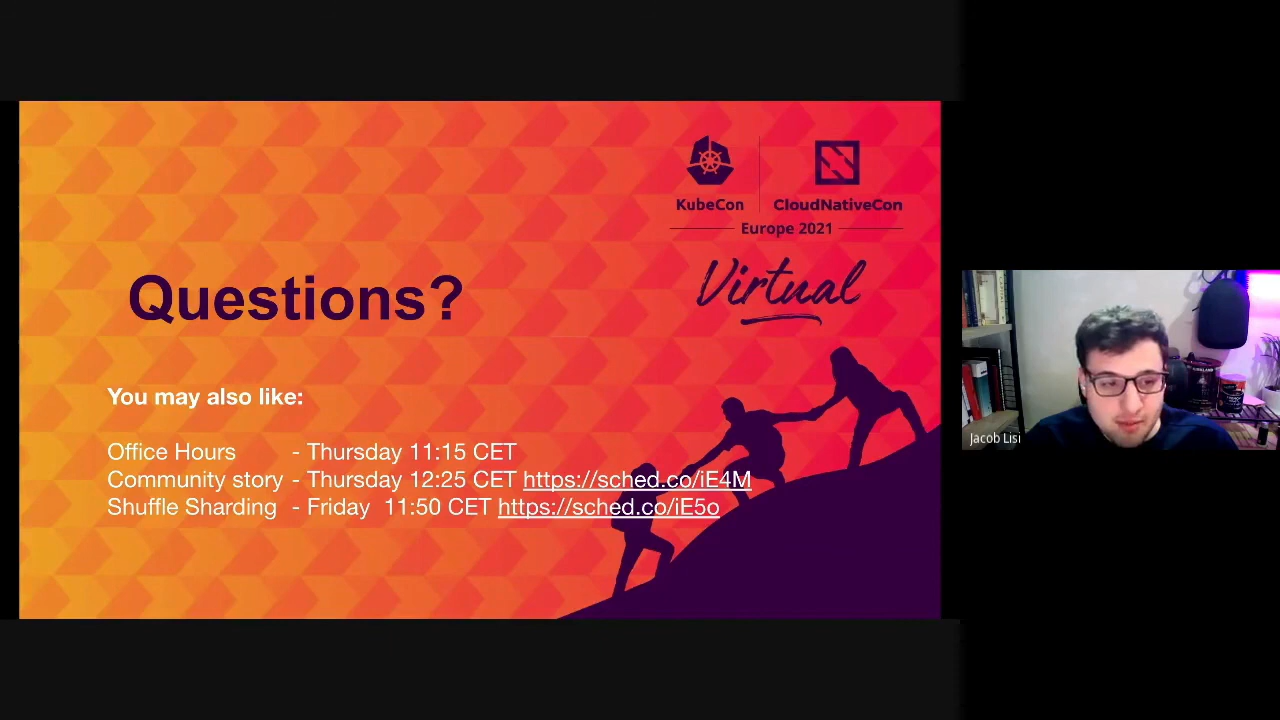 KubeCon
CloudNativeCon
Europe 2021
Virtual
Questions?
You may also like:
Office Hours - Thursday 11:15 CET
Community story - Thursday 12:25 CET https://sched.co/iE4M
Shuffle Sharding - Friday 11:50 CET https://sched.co/iE5o
Jacob Lisi